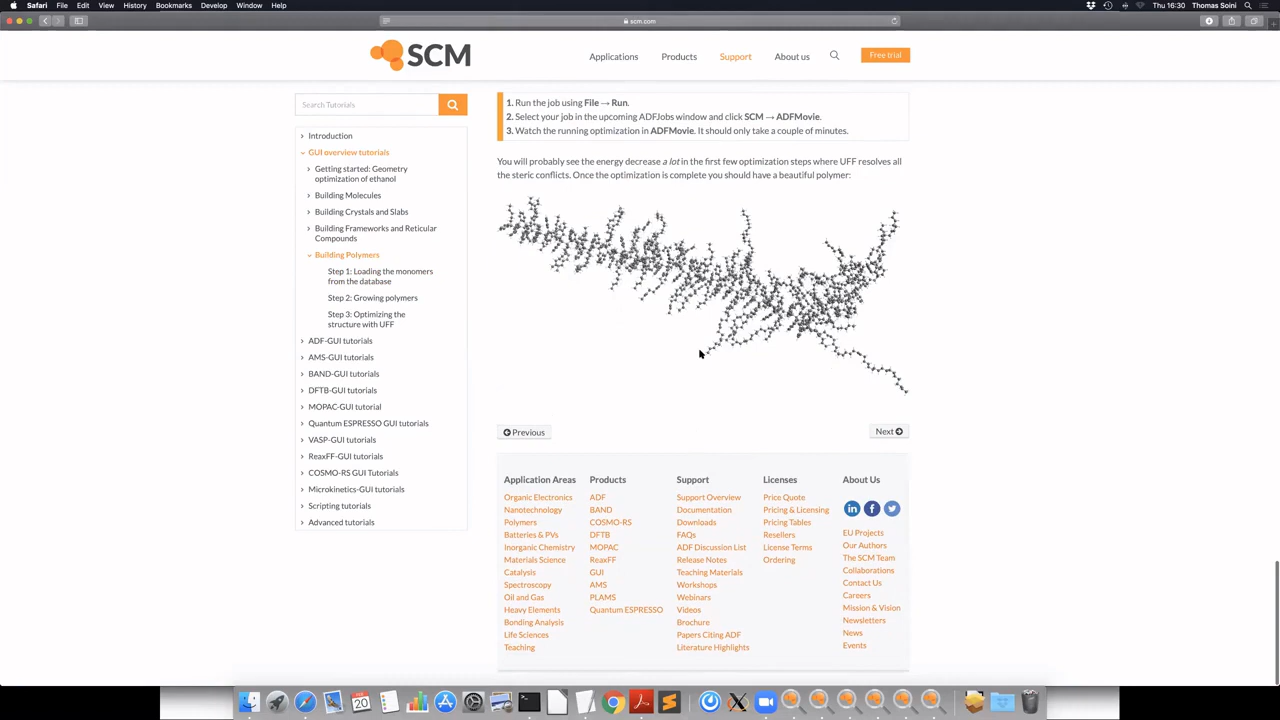 Safari File Edit View History Bookmarks Develop Window Help
Thu 16:30 Thomas Soini
scm.com
SCM
Applications Products Support About us
Free trial
Search Tutorials
Introduction
GUI overview tutorials
Getting started: Geometry
optimization of ethanol
Building Molecules
Building Crystals and Slabs
Building Frameworks and Reticular
Compounds
Building Polymers
Step 1: Loading the monomers
from the database
Step 2: Growing polymers
Step 3: Optimizing the
structure with UFF
ADF-GUI tutorials
AMS-GUI tutorials
BAND-GUI tutorials
DFTB-GUI tutorials
MOPAC-GUI tutorial
Quantum ESPRESSO GUI tutorials
VASP-GUI tutorials
ReaxFF-GUI tutorials
COSMO-RS GUI Tutorials
Microkinetics-GUI tutorials
Scripting tutorials
Advanced tutorials
1. Run the job using File → Run.
2. Select your job in the upcoming ADFJobs window and click SCM → ADFMovie.
3. Watch the running optimization in ADFMovie. It should only take a couple of minutes.
You will probably see the energy decrease a lot in the first few optimization steps where UFF resolves all
the steric conflicts. Once the optimization is complete you should have a beautiful polymer:
Previous
Next
Application Areas
Organic Electronics
Nanotechnology
Polymers
Batteries & PVs
Inorganic Chemistry
Materials Science
Catalysis
Spectroscopy
Oil and Gas
Heavy Elements
Bonding Analysis
Life Sciences
Teaching
Products
ADF
BAND
COSMO-RS
DFTB
MOPAC
ReaxFF
GUI
AMS
PLAMS
Quantum ESPRESSO
Support
Support Overview
Documentation
Downloads
FAQs
ADF Discussion List
Release Notes
Teaching Materials
Workshops
Webinars
Videos
Brochure
Papers Citing ADF
Literature Highlights
Licenses
Price Quote
Pricing & Licensing
Pricing Tables
Resellers
License Terms
Ordering
About Us
EU Projects
Our Authors
The SCM Team
Collaborations
Contact Us
Careers
Mission & Vision
Newsletters
News
Events
20